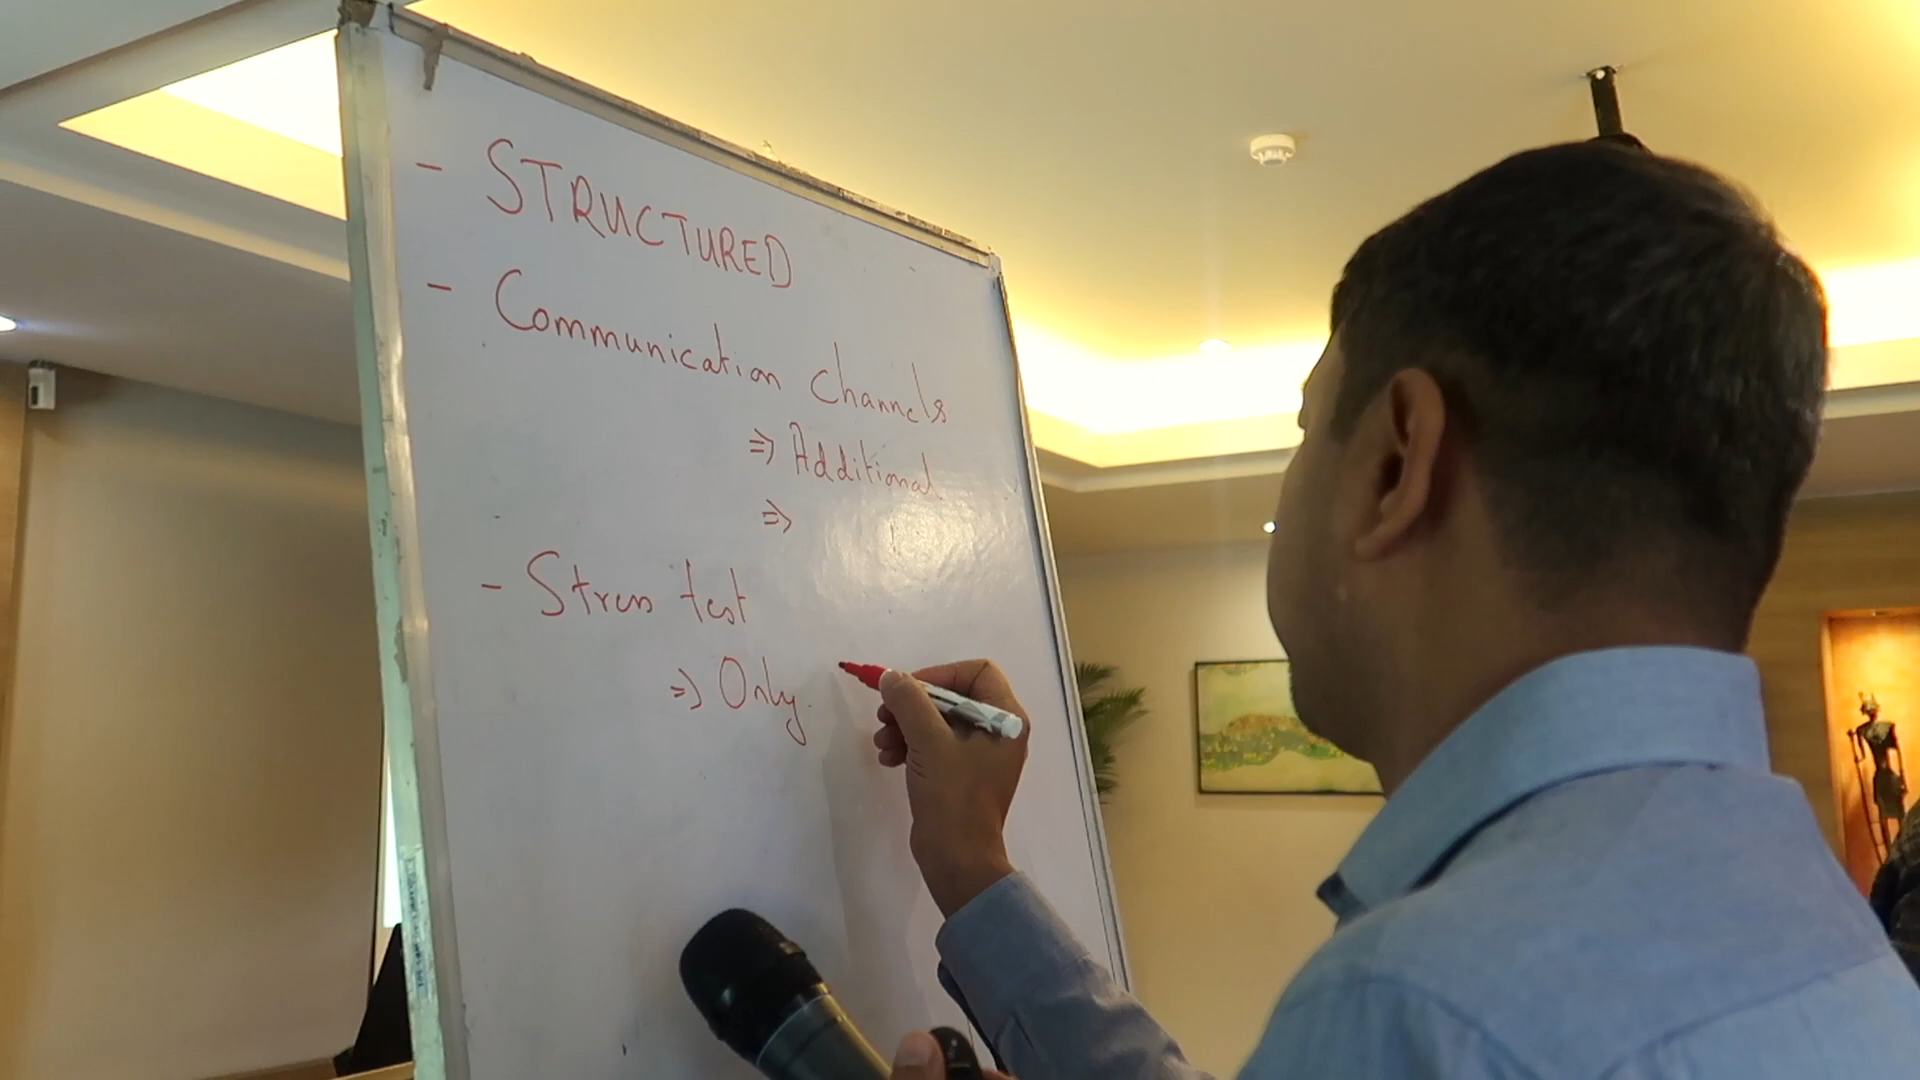 - STRUCTURED
- Communication channels
=> Additional
=>
- Stress test
=> Only